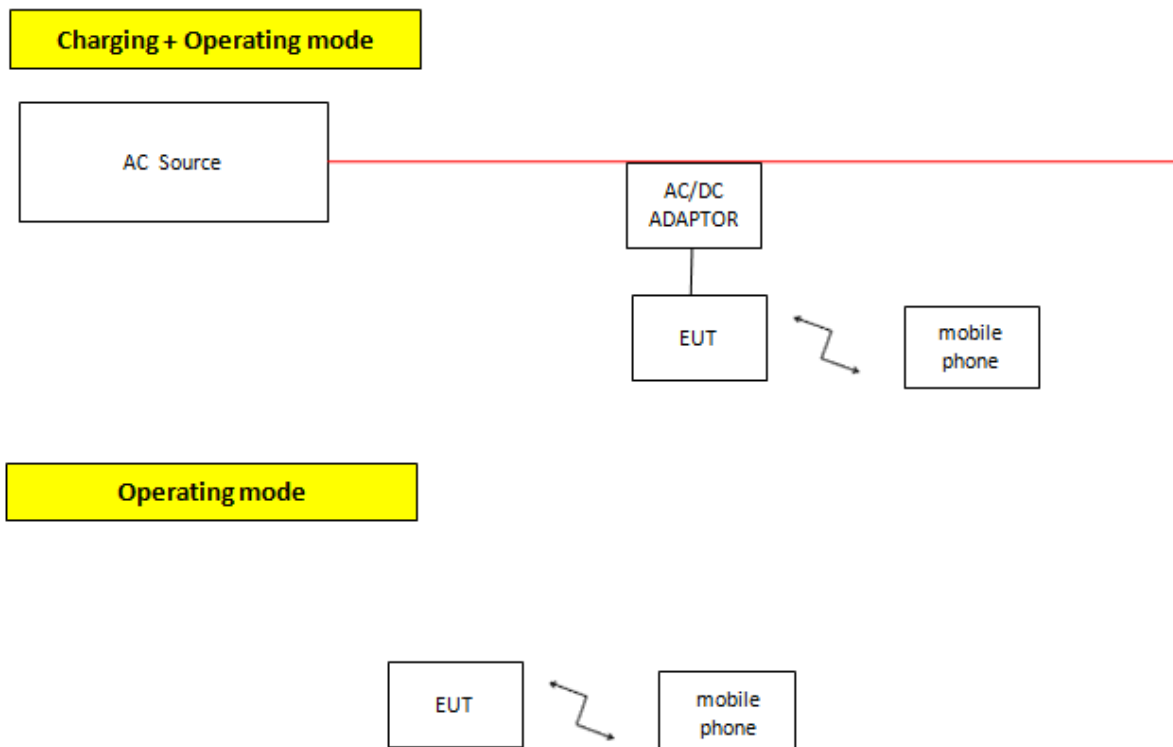 Charging + Operating mode
AC Source
AC/DC
ADAPTOR
EUT
mobile
phone
Operating mode
EUT
mobile
phone